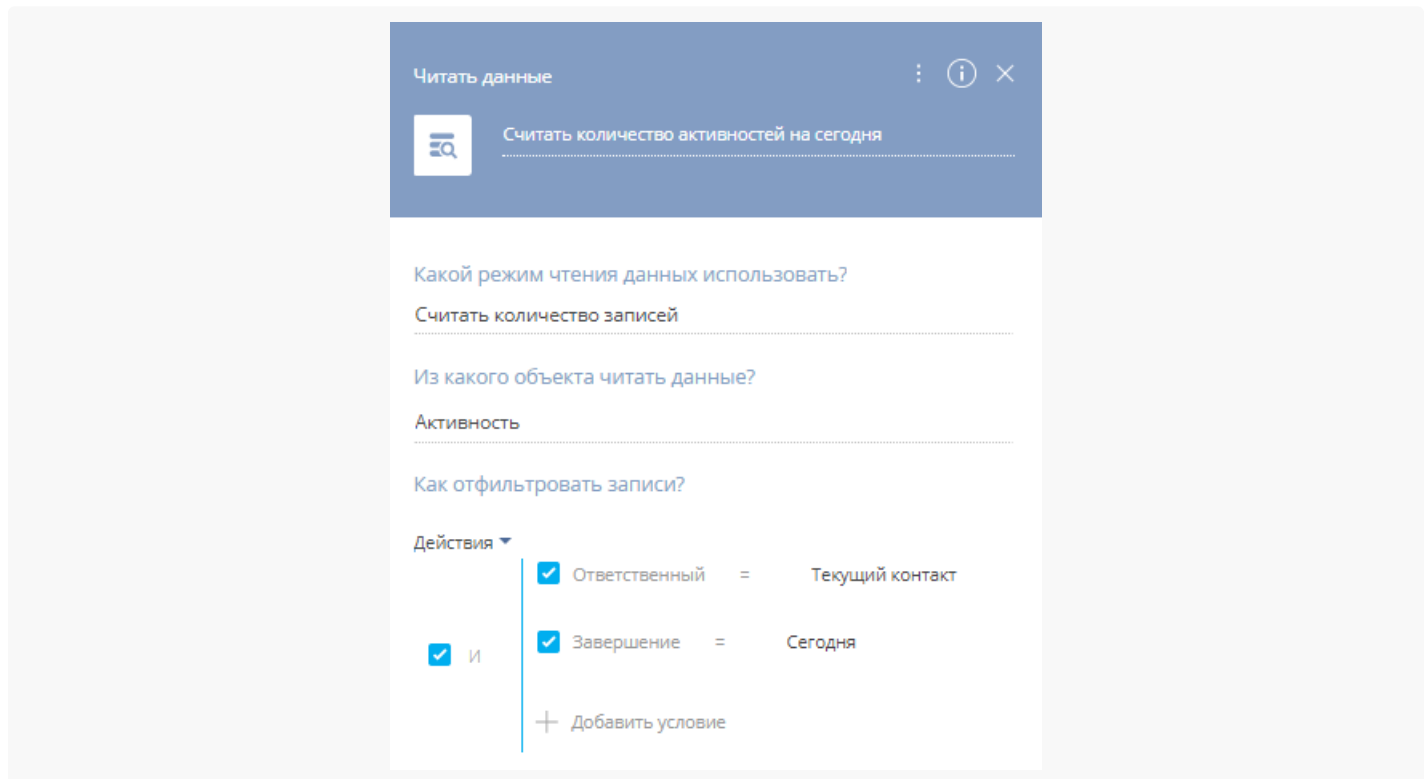 Читать данные
Считать количество активностей на сегодня
Какой режим чтения данных использовать?
Считать количество записей
Из какого объекта читать данные?
Активность
Как отфильтровать записи?
Действия
Ответственный = Текущий контакт
Завершение = Сегодня
И
Добавить условие